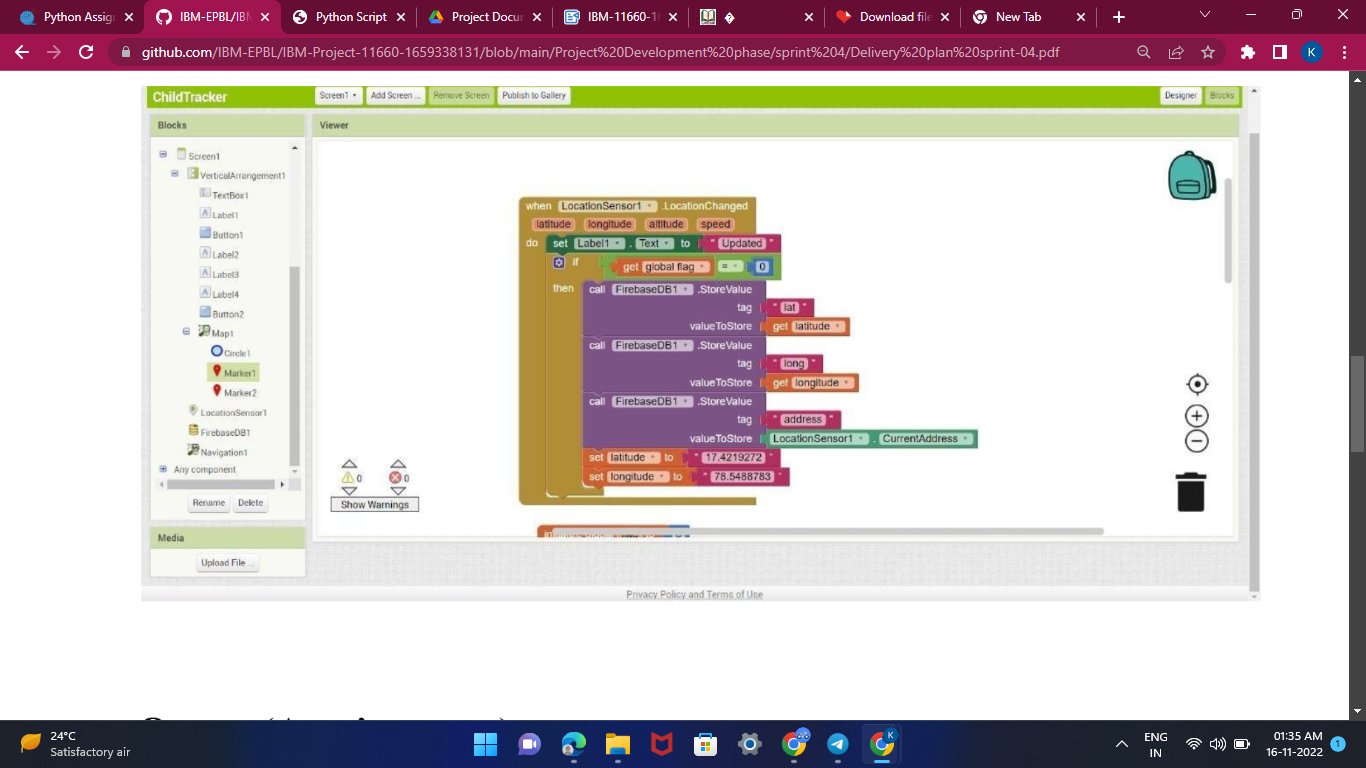 Python Assig
IBM-EPBL/IBM
Python Script
Project Docur
IBM-11660-1
Download file
New Tab
github.com/IBM-EPBL/IBM-Project-11660-1659338131/blob/main/Project%20Development%20phase/sprint%204/Delivery%20plan%20sprint-04.pdf
K
ChildTracker
Screen1
Add Screen ...
Remove Screen
Publish to Gallery
Designer
Blocks
Blocks
Viewer
Screen1
VerticalArrangement1
TextBox1
Label1
Button1
Label2
Label3
Label4
Button2
Map1
Circle1
Marker1
Marker2
LocationSensor1
FirebaseDB1
Navigation1
Any component
Rename
Delete
Media
Upload File ...
when LocationSensor1 .LocationChanged
latitude longitude altitude speed
do set Label1 . Text to " Updated "
if get global flag = 0
then call FirebaseDB1 .StoreValue
tag " lat "
valueToStore get latitude
call FirebaseDB1 .StoreValue
tag " long "
valueToStore get longitude
call FirebaseDB1 .StoreValue
tag " address "
valueToStore LocationSensor1 . CurrentAddress
set latitude to " 17.4219272 "
set longitude to " 78.5488783 "
0 0
Show Warnings
Privacy Policy and Terms of Use
24°C
Satisfactory air
K
ENG
IN
01:35 AM
16-11-2022
1